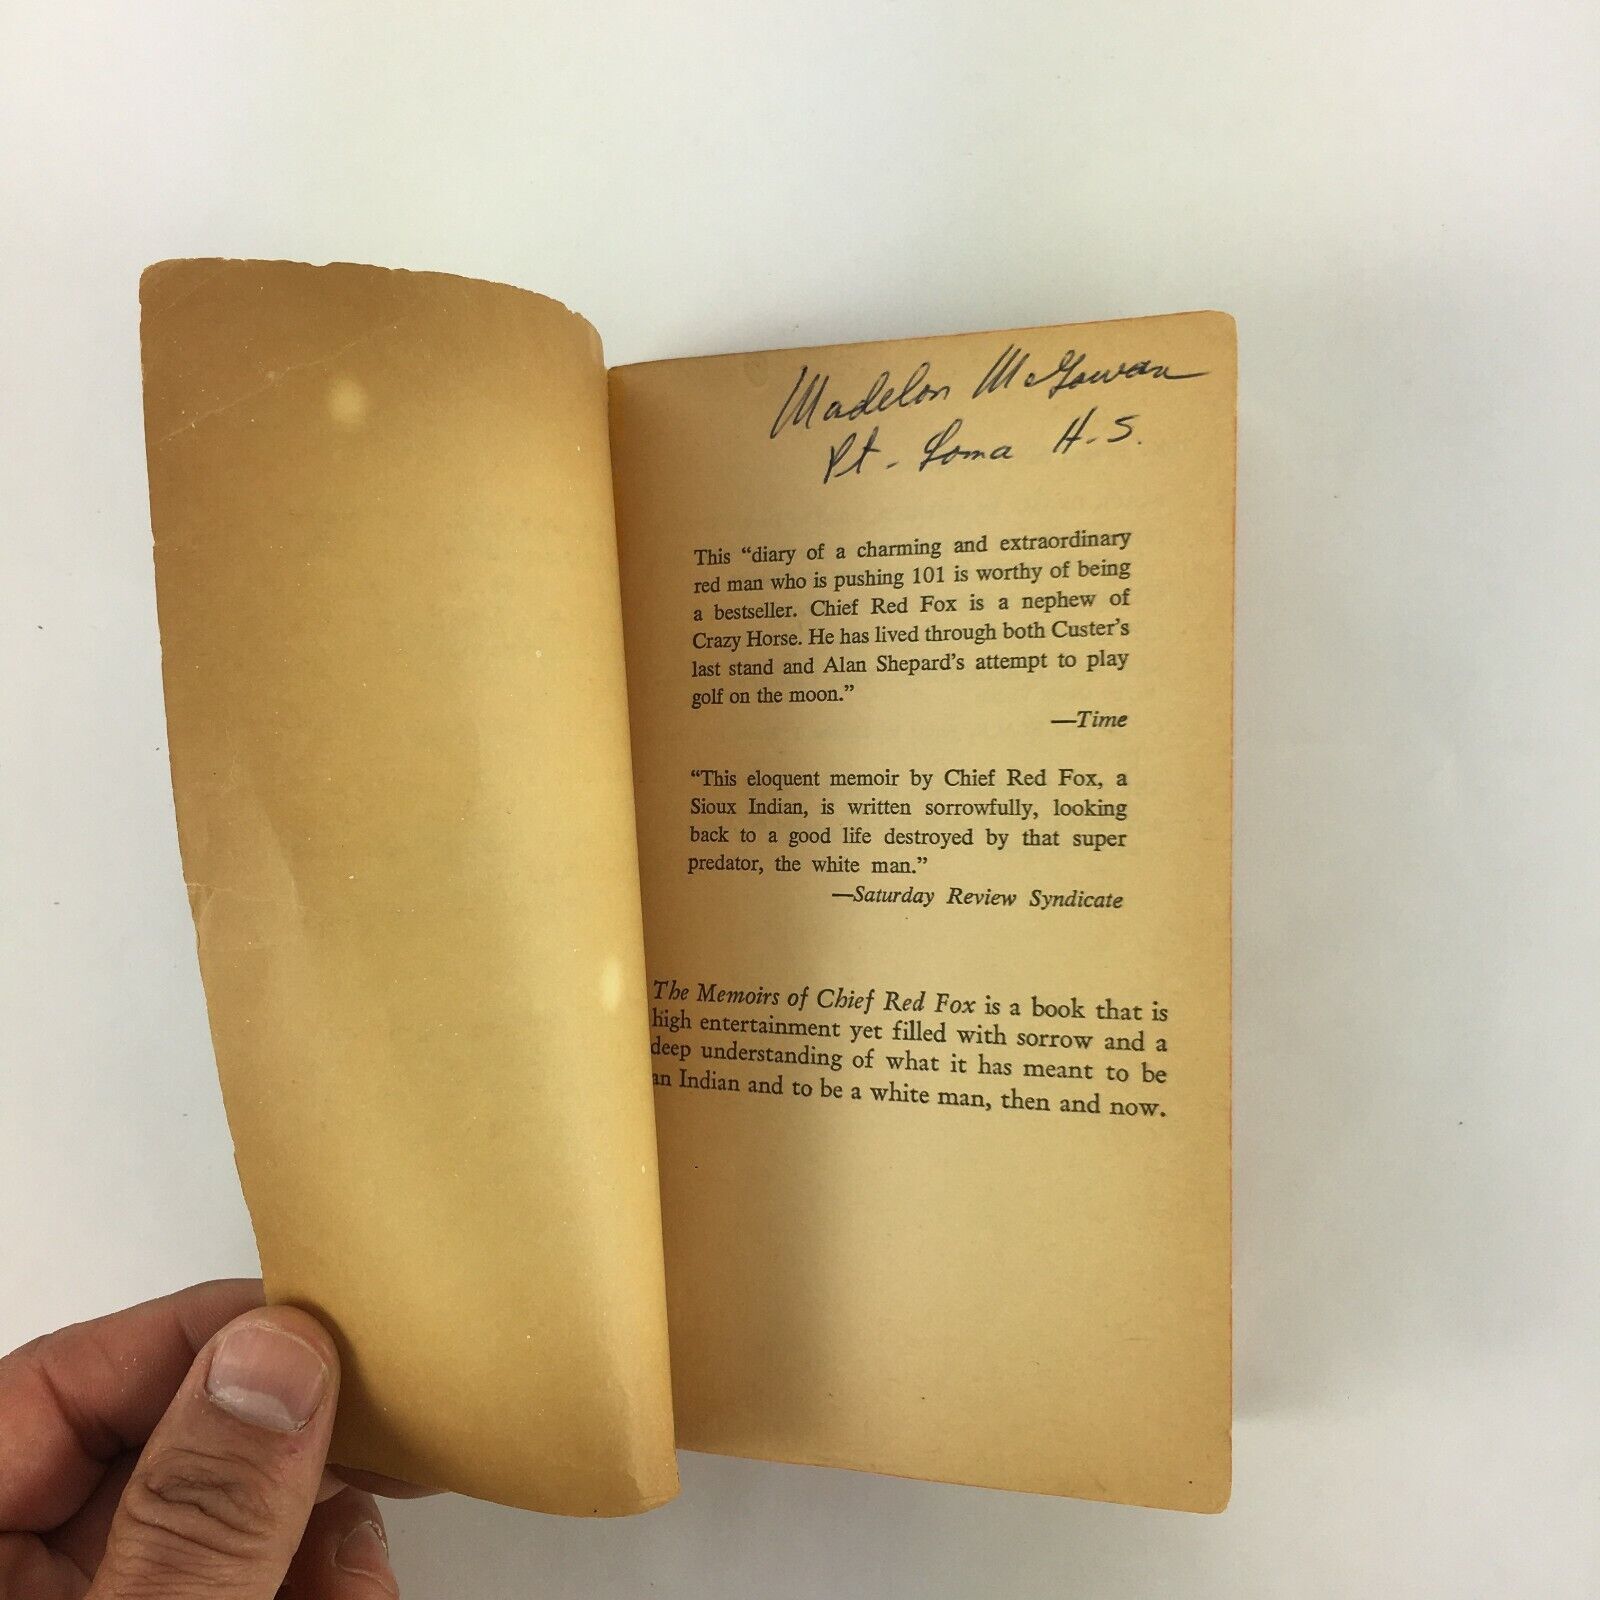 Madelon McGowan
Pt. Loma H.S.
This “diary of a charming and extraordinary
red man who is pushing 101 is worthy of being
a bestseller. Chief Red Fox is a nephew of
Crazy Horse. He has lived through both Custer’s
last stand and Alan Shepard’s attempt to play
golf on the moon.”
—Time
“This eloquent memoir by Chief Red Fox, a
Sioux Indian, is written sorrowfully, looking
back to a good life destroyed by that super
predator, the white man.”
—Saturday Review Syndicate
The Memoirs of Chief Red Fox is a book that is
high entertainment yet filled with sorrow and a
deep understanding of what it has meant to be
an Indian and to be a white man, then and now.